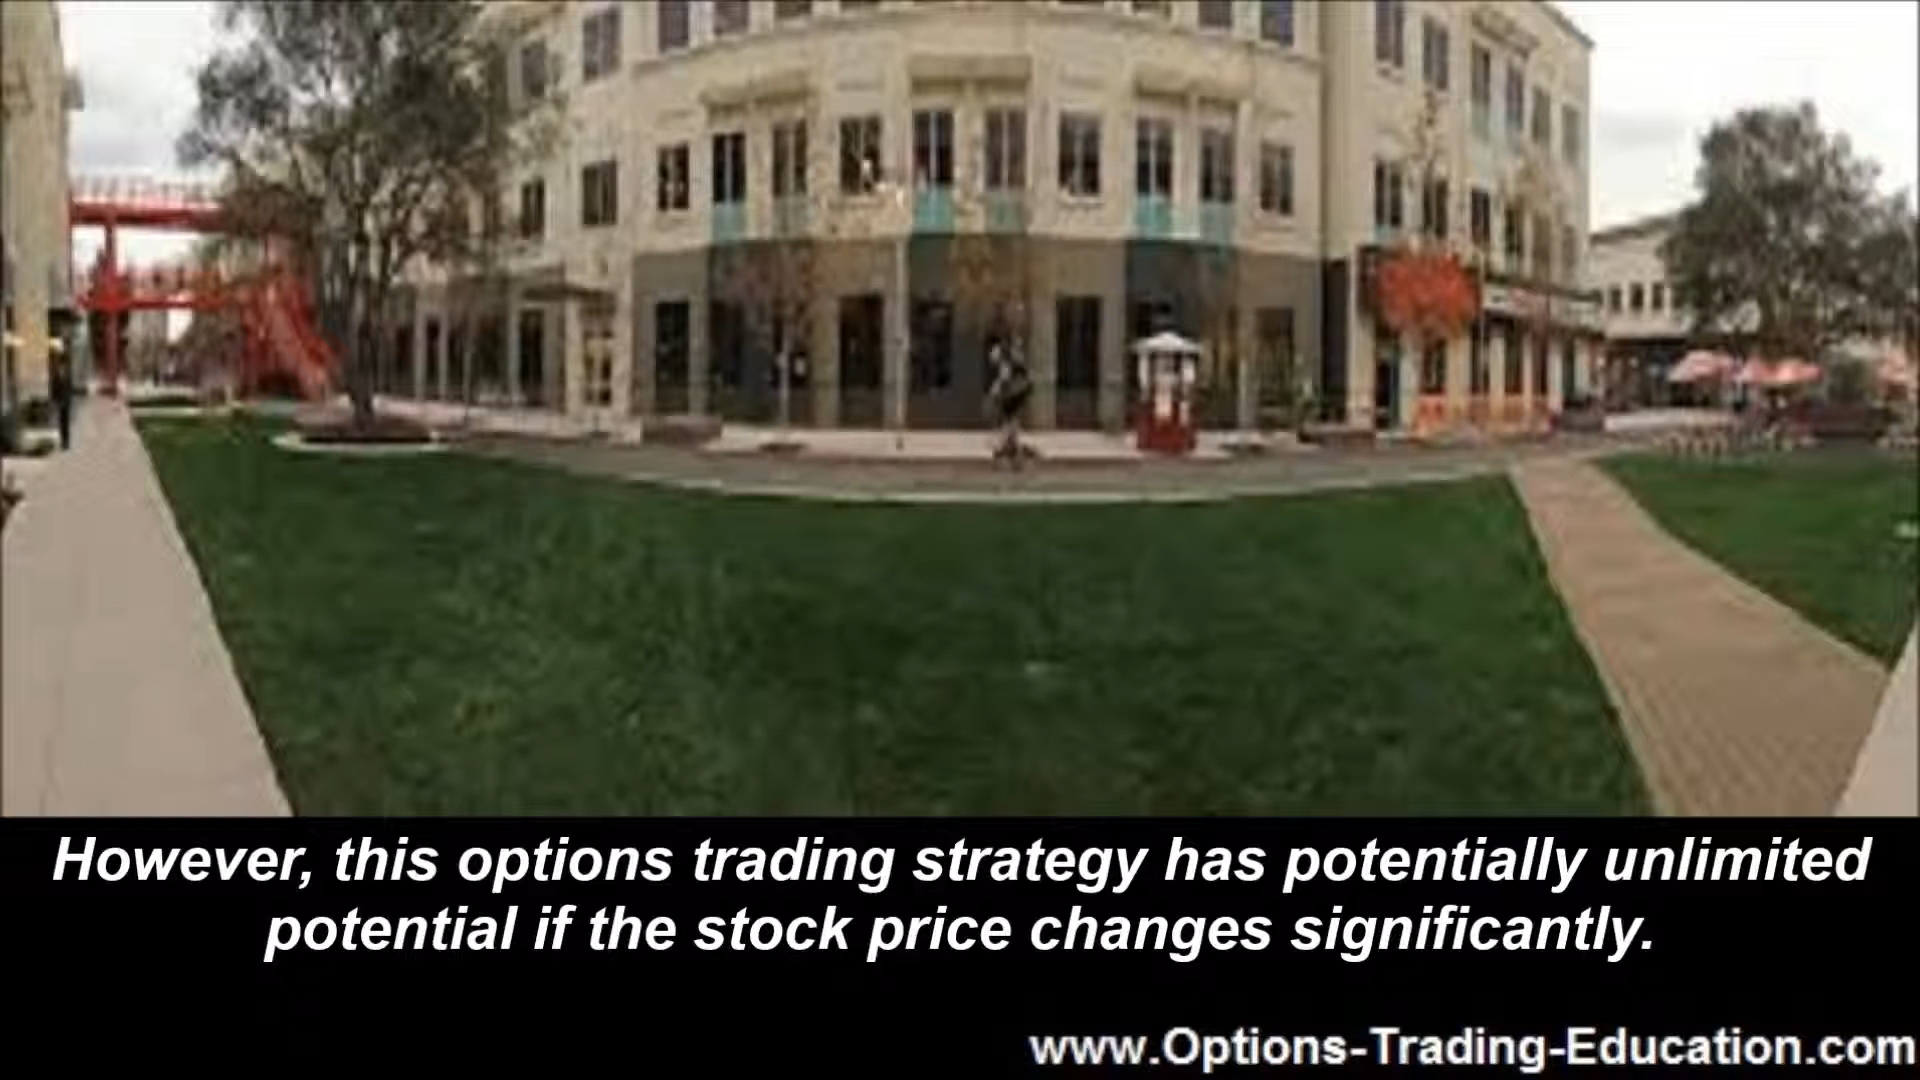 However, this options trading strategy has potentially unlimited
potential if the stock price changes significantly.
www.Options-Trading-Education.com